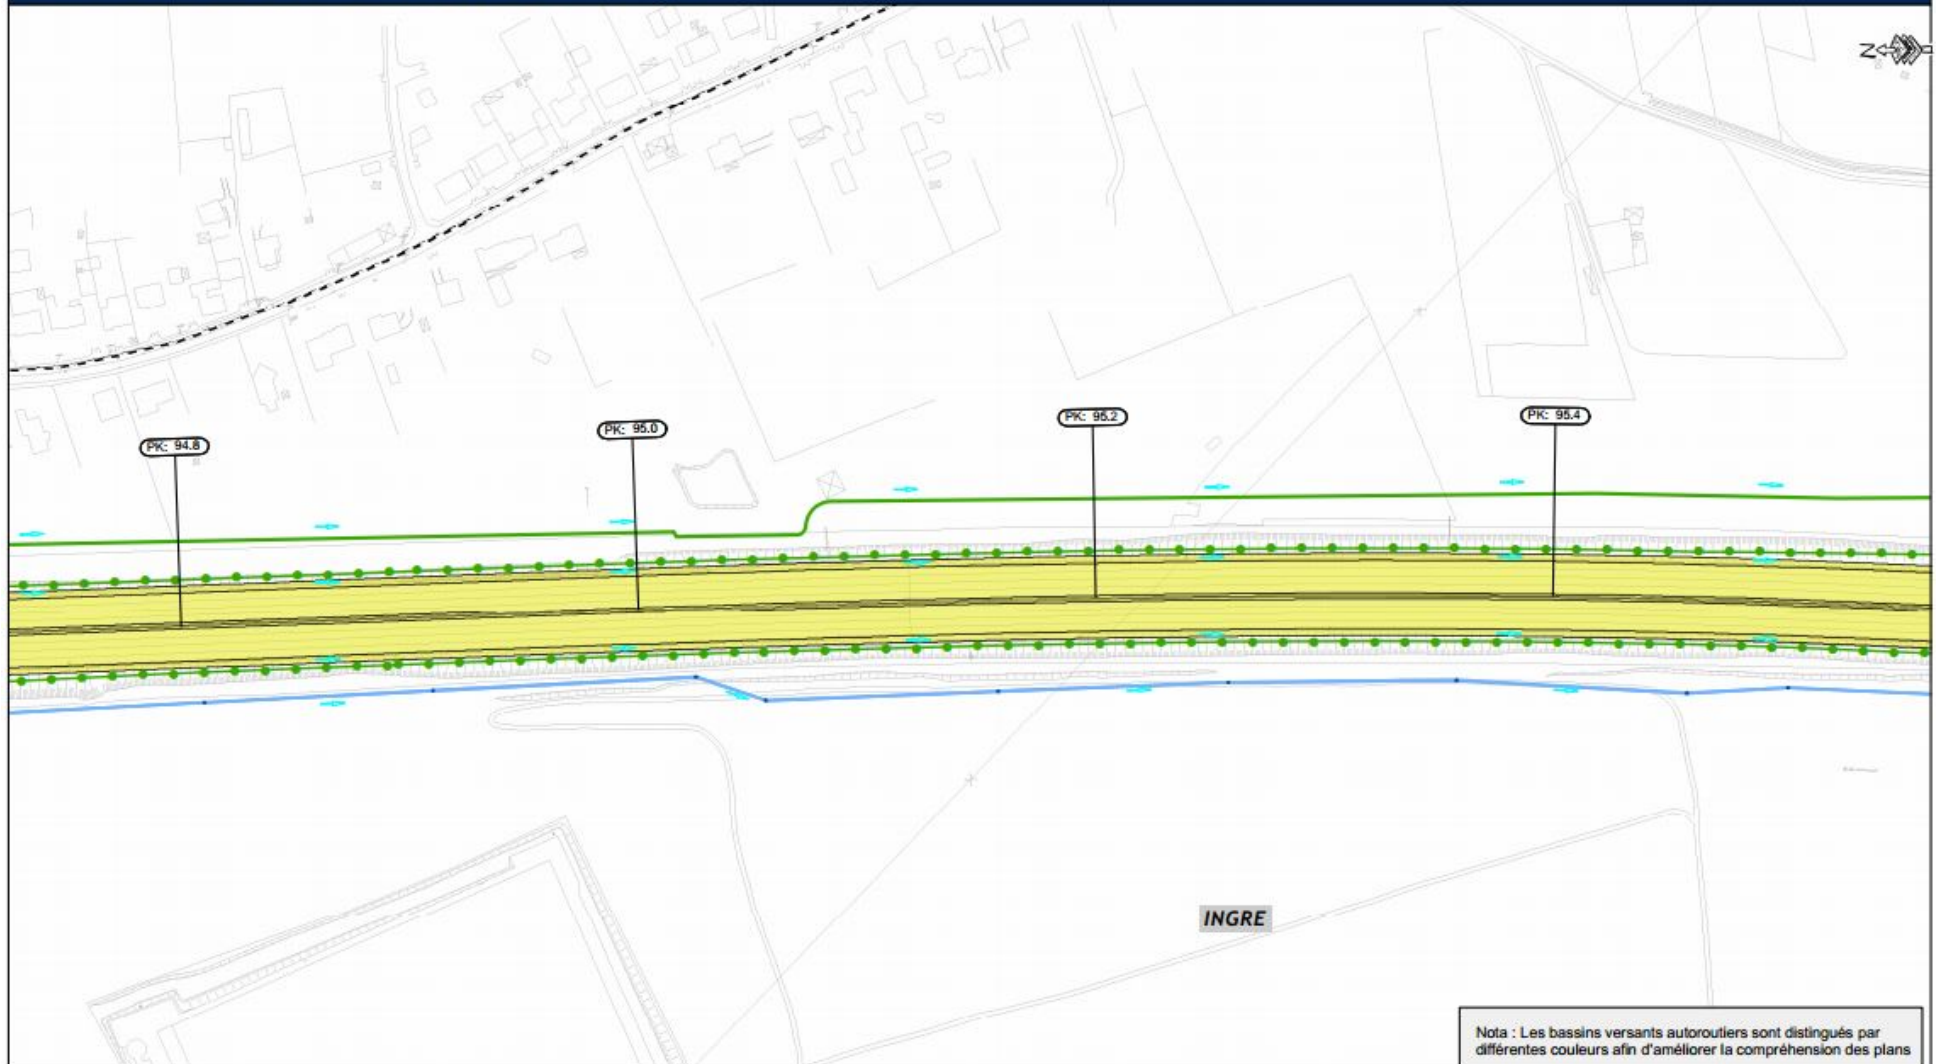 N
PK: 95.4
PK: 95.2
PK: 95.0
PK: 94.8
INGRE
Nota : Les bassins versants autoroutiers sont distingués par
différentes couleurs afin d'améliorer la compréhension des plans